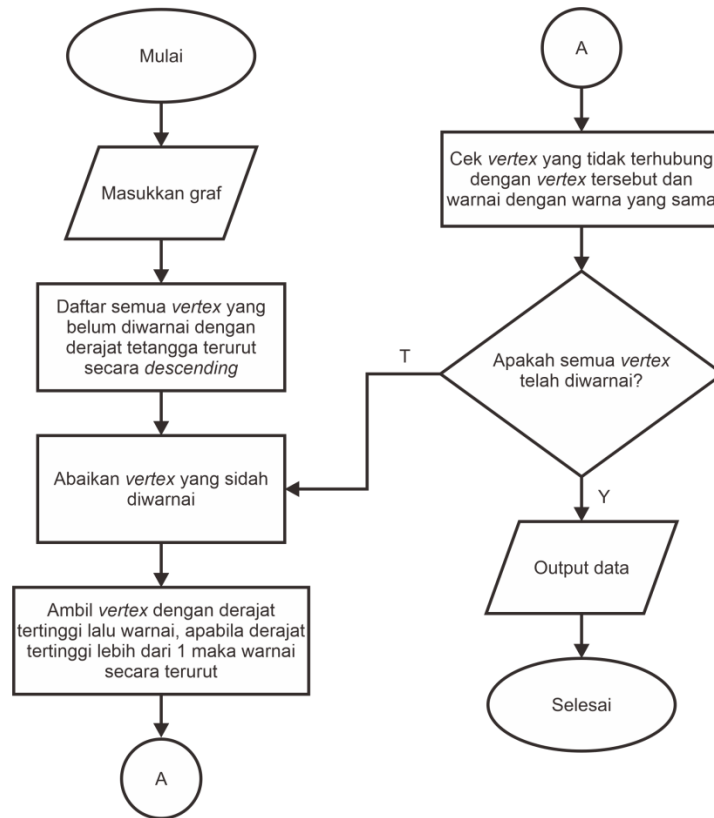 Mulai
Masukkan graf
Daftar semua vertex yang
belum diwarnai dengan
derajat tetangga terurut
secara descending
Abaikan vertex yang sidah
diwarnai
Ambil vertex dengan derajat
tertinggi lalu warnai, apabila derajat
tertinggi lebih dari 1 maka warnai
secara terurut
A
A
Cek vertex yang tidak terhubung
dengan vertex tersebut dan
warnai dengan warna yang sama
Apakah semua vertex
telah diwarnai?
T
Y
Output data
Selesai